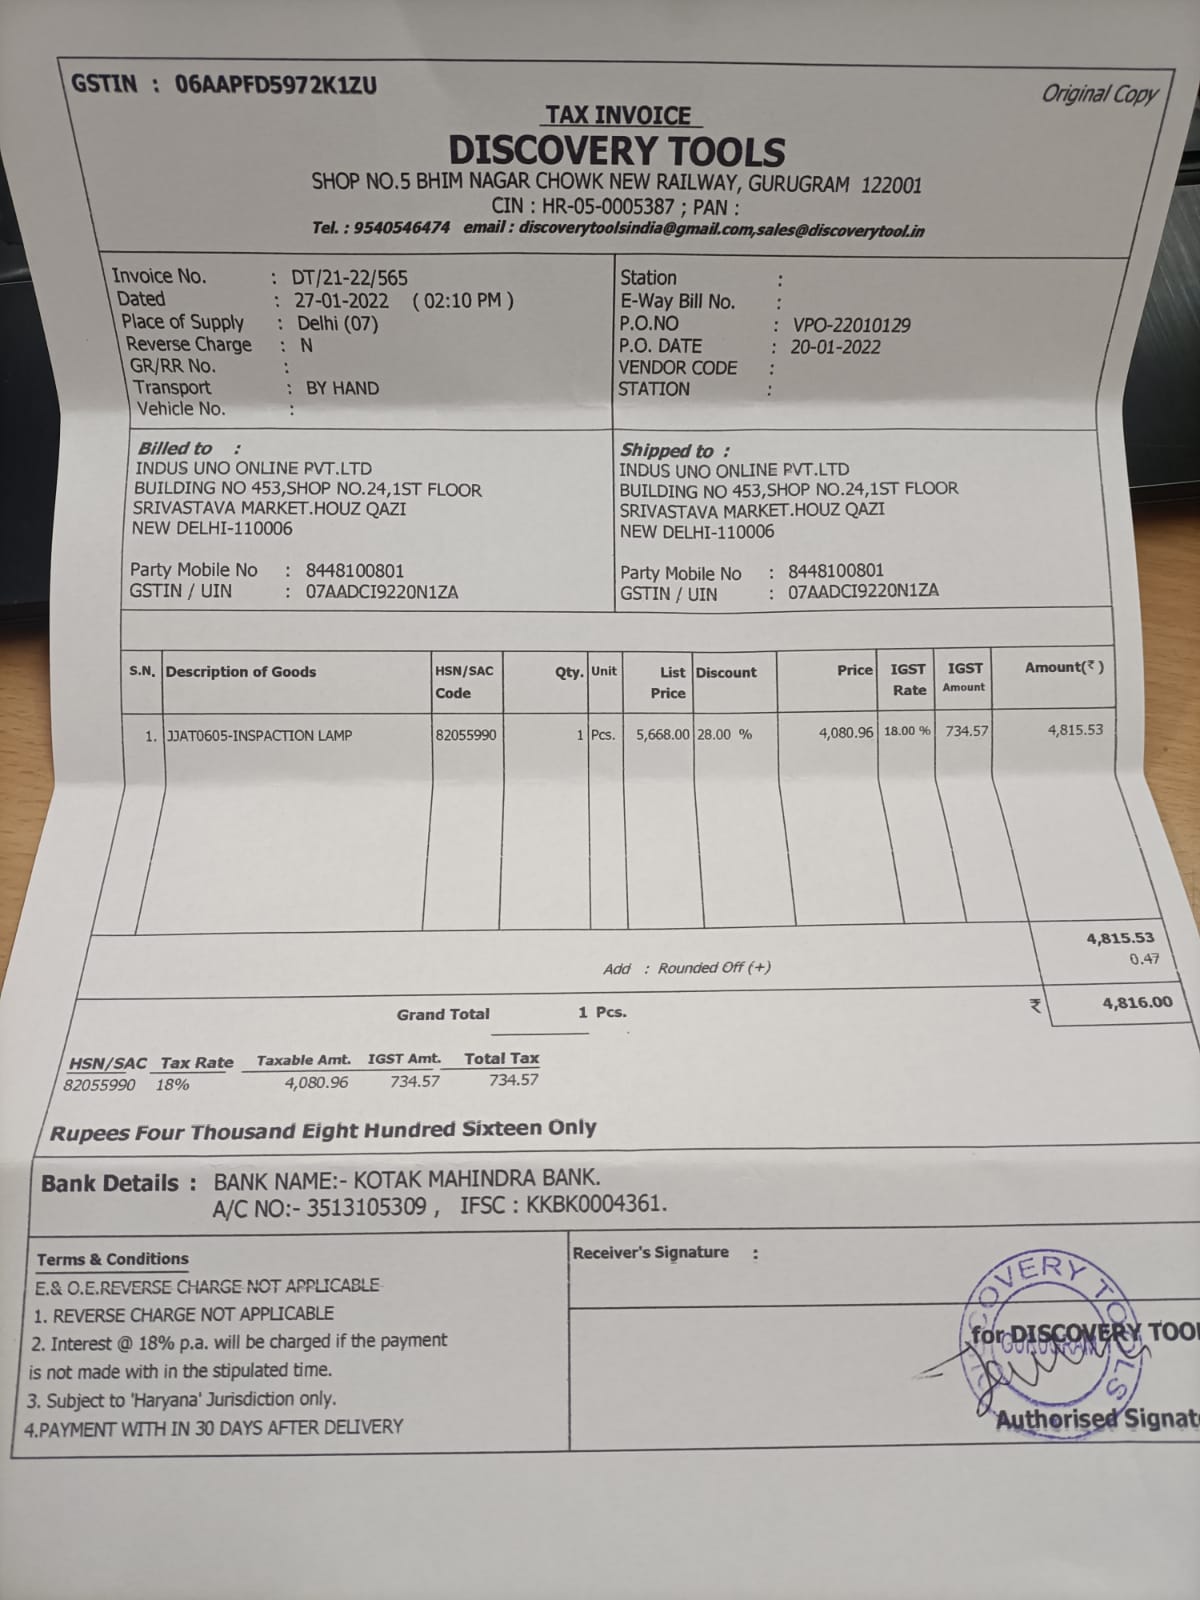 GSTIN : 06AAPFD5972K1ZU
Original Copy
TAX INVOICE
DISCOVERY TOOLS
SHOP NO.5 BHIM NAGAR CHOWK NEW RAILWAY, GURUGRAM 122001
CIN : HR-05-0005387 ; PAN :
Tel. : 9540546474 email : discoverytoolsindia@gmail.com,sales@discoverytool.in
Invoice No. : DT/21-22/565
Dated : 27-01-2022 ( 02:10 PM )
Place of Supply : Delhi (07)
Reverse Charge : N
GR/RR No. :
Transport : BY HAND
Vehicle No. :
Station :
E-Way Bill No. :
P.O.NO : VPO-22010129
P.O. DATE : 20-01-2022
VENDOR CODE :
STATION :
Billed to :
INDUS UNO ONLINE PVT.LTD
BUILDING NO 453,SHOP NO.24,1ST FLOOR
SRIVASTAVA MARKET.HOUZ QAZI
NEW DELHI-110006
Party Mobile No : 8448100801
GSTIN / UIN : 07AADCI9220N1ZA
Shipped to :
INDUS UNO ONLINE PVT.LTD
BUILDING NO 453,SHOP NO.24,1ST FLOOR
SRIVASTAVA MARKET.HOUZ QAZI
NEW DELHI-110006
Party Mobile No : 8448100801
GSTIN / UIN : 07AADCI9220N1ZA
S.N. Description of Goods HSN/SAC Code Qty. Unit List Price Discount Price IGST Rate IGST Amount Amount(₹ )
1. JJAT0605-INSPACTION LAMP 82055990 1 Pcs. 5,668.00 28.00 % 4,080.96 18.00 % 734.57 4,815.53
4,815.53
Add : Rounded Off (+) 0.47
Grand Total 1 Pcs. ₹ 4,816.00
HSN/SAC Tax Rate Taxable Amt. IGST Amt. Total Tax
82055990 18% 4,080.96 734.57 734.57
Rupees Four Thousand Eight Hundred Sixteen Only
Bank Details : BANK NAME:- KOTAK MAHINDRA BANK.
A/C NO:- 3513105309 , IFSC : KKBK0004361.
Terms & Conditions
E.& O.E.REVERSE CHARGE NOT APPLICABLE
1. REVERSE CHARGE NOT APPLICABLE
2. Interest @ 18% p.a. will be charged if the payment
is not made with in the stipulated time.
3. Subject to 'Haryana' Jurisdiction only.
4.PAYMENT WITH IN 30 DAYS AFTER DELIVERY
Receiver's Signature :
for DISCOVERY TOOL
DISCOVERY TOOLS
GURUGRAM
Authorised Signat